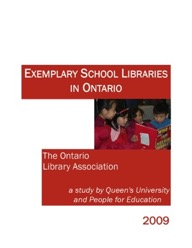 EXEMPLARY SCHOOL LIBRARIES
IN ONTARIO
The Ontario
Library Association
a study by Queen's University
and People for Education
2009